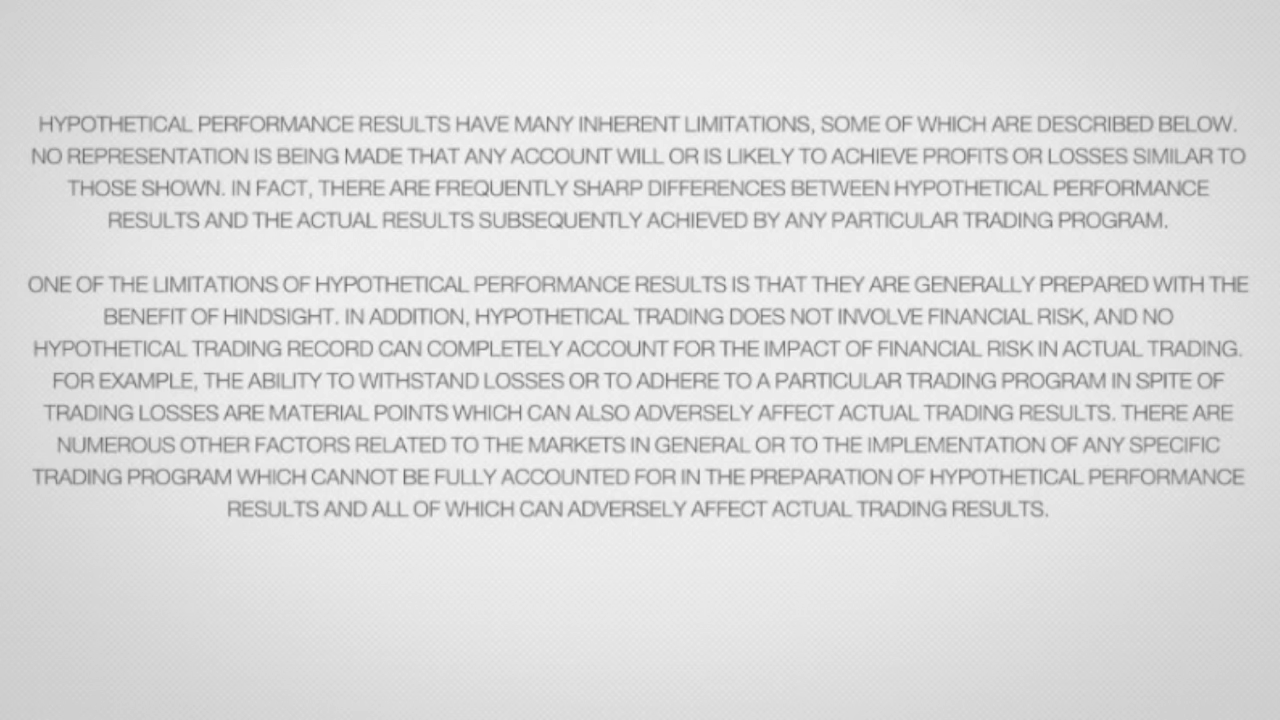 HYPOTHETICAL PERFORMANCE RESULTS HAVE MANY INHERENT LIMITATIONS, SOME OF WHICH ARE DESCRIBED BELOW.
NO REPRESENTATION IS BEING MADE THAT ANY ACCOUNT WILL OR IS LIKELY TO ACHIEVE PROFITS OR LOSSES SIMILAR TO
THOSE SHOWN. IN FACT, THERE ARE FREQUENTLY SHARP DIFFERENCES BETWEEN HYPOTHETICAL PERFORMANCE
RESULTS AND THE ACTUAL RESULTS SUBSEQUENTLY ACHIEVED BY ANY PARTICULAR TRADING PROGRAM.
ONE OF THE LIMITATIONS OF HYPOTHETICAL PERFORMANCE RESULTS IS THAT THEY ARE GENERALLY PREPARED WITH THE
BENEFIT OF HINDSIGHT. IN ADDITION, HYPOTHETICAL TRADING DOES NOT INVOLVE FINANCIAL RISK, AND NO
HYPOTHETICAL TRADING RECORD CAN COMPLETELY ACCOUNT FOR THE IMPACT OF FINANCIAL RISK IN ACTUAL TRADING.
FOR EXAMPLE, THE ABILITY TO WITHSTAND LOSSES OR TO ADHERE TO A PARTICULAR TRADING PROGRAM IN SPITE OF
TRADING LOSSES ARE MATERIAL POINTS WHICH CAN ALSO ADVERSELY AFFECT ACTUAL TRADING RESULTS. THERE ARE
NUMEROUS OTHER FACTORS RELATED TO THE MARKETS IN GENERAL OR TO THE IMPLEMENTATION OF ANY SPECIFIC
TRADING PROGRAM WHICH CANNOT BE FULLY ACCOUNTED FOR IN THE PREPARATION OF HYPOTHETICAL PERFORMANCE
RESULTS AND ALL OF WHICH CAN ADVERSELY AFFECT ACTUAL TRADING RESULTS.